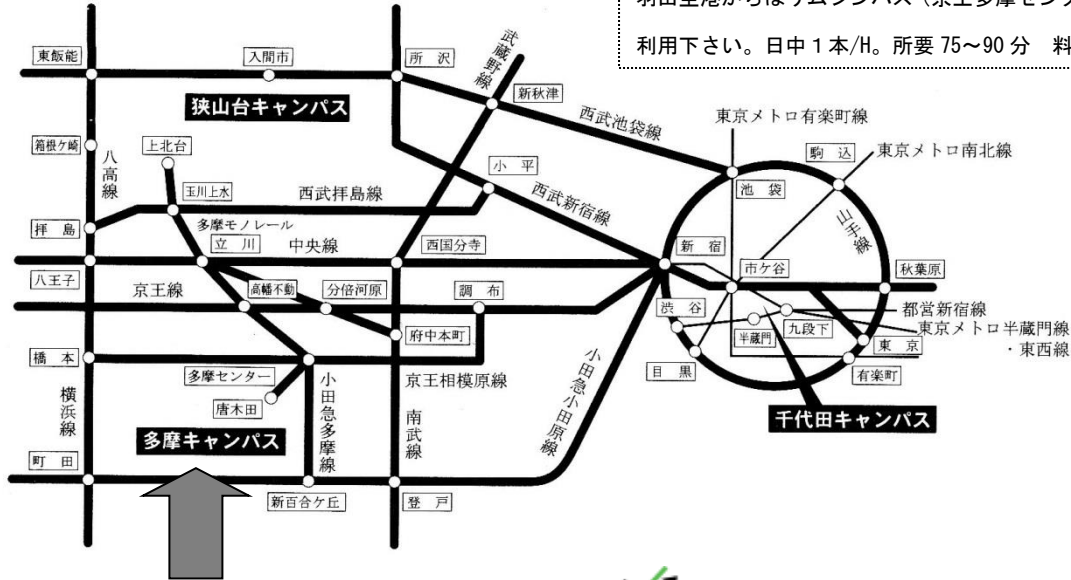 羽田空港からはリムジンバス（京王多摩センタ
利用下さい。日中１本/H。所要 75～90 分　料
東飯能
入間市
所沢
武蔵野線
新秋津
狭山台キャンパス
西武池袋線
東京メトロ有楽町線
駒込
東京メトロ南北線
箱根ケ崎
八高線
上北台
小平
池袋
玉川上水
西武拝島線
西武新宿線
山手線
拝島
多摩モノレール
立川
中央線
西国分寺
新宿
市ケ谷
秋葉原
八王子
京王線
高幡不動
分倍河原
調布
渋谷
都営新宿線
半蔵門
九段下
東京メトロ半蔵門線
・東西線
府中本町
東京
橋本
目黒
有楽町
多摩センター
小田急多摩線
京王相模原線
小田急小田原線
唐木田
横浜線
南武線
千代田キャンパス
多摩キャンパス
町田
新百合ケ丘
登戸